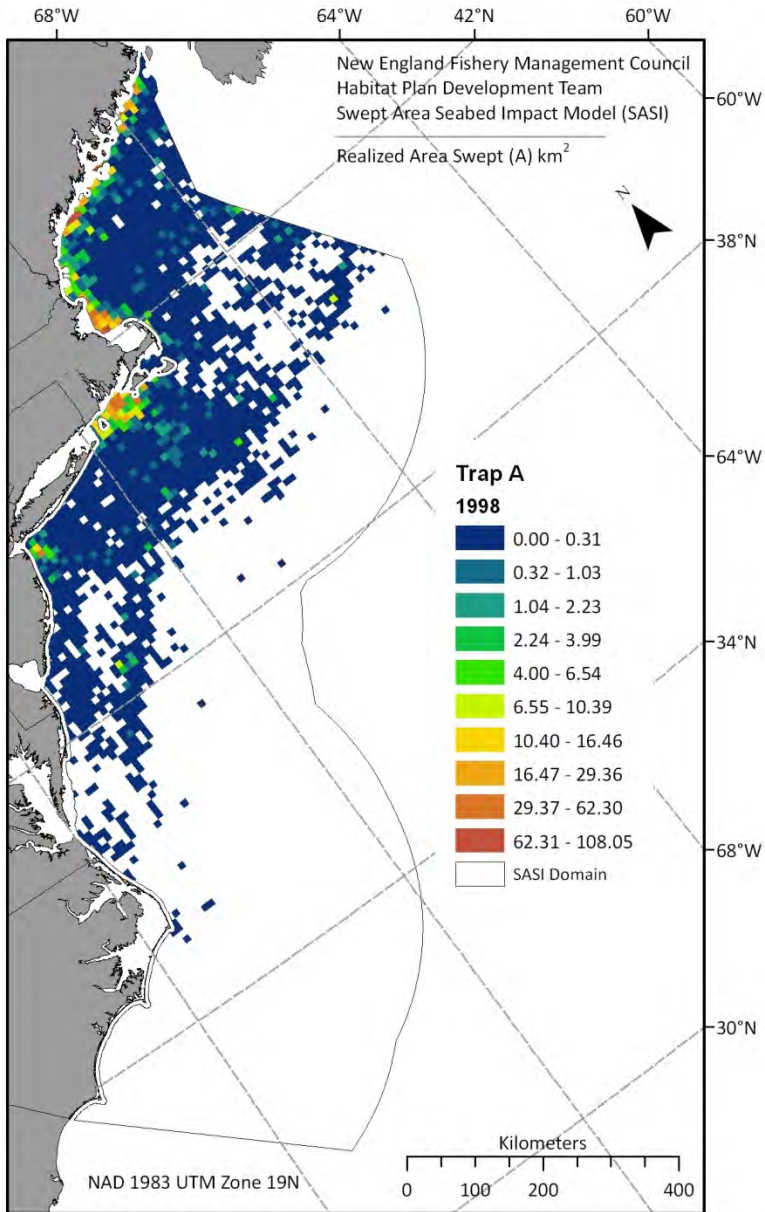 68°W 64°W 42°N 60°W
New England Fishery Management Council
Habitat Plan Development Team
Swept Area Seabed Impact Model (SASI)
Realized Area Swept (A) km²
60°W
N
38°N
64°W
Trap A
1998
0.00 - 0.31
0.32 - 1.03
1.04 - 2.23
2.24 - 3.99
34°N
4.00 - 6.54
6.55 - 10.39
10.40 - 16.46
16.47 - 29.36
29.37 - 62.30
62.31 - 108.05
68°W
SASI Domain
30°N
Kilometers
NAD 1983 UTM Zone 19N
0 100 200 300 400